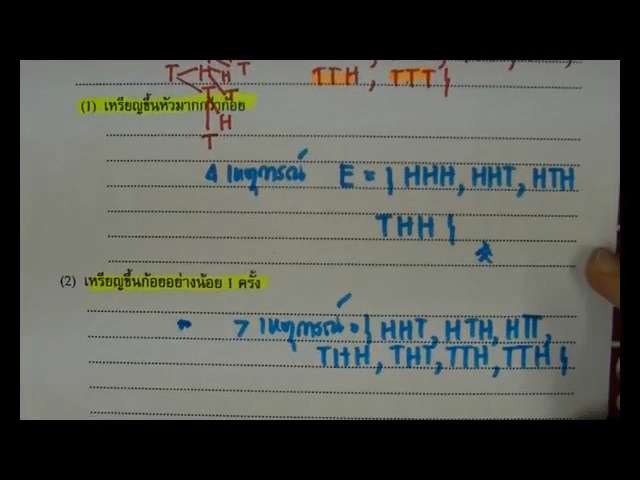 T H H T
TTH , TTT }
T T
(1) เหรียญขึ้นหัวมากกว่าก้อย
H
T
4 เหตุการณ์ E = { HHH, HHT, HTH
THH }
(2) เหรียญขึ้นก้อยอย่างน้อย 1 ครั้ง
7 เหตุการณ์ = { HHT, HTH, HTT,
THH, THT, TTH, TTH }